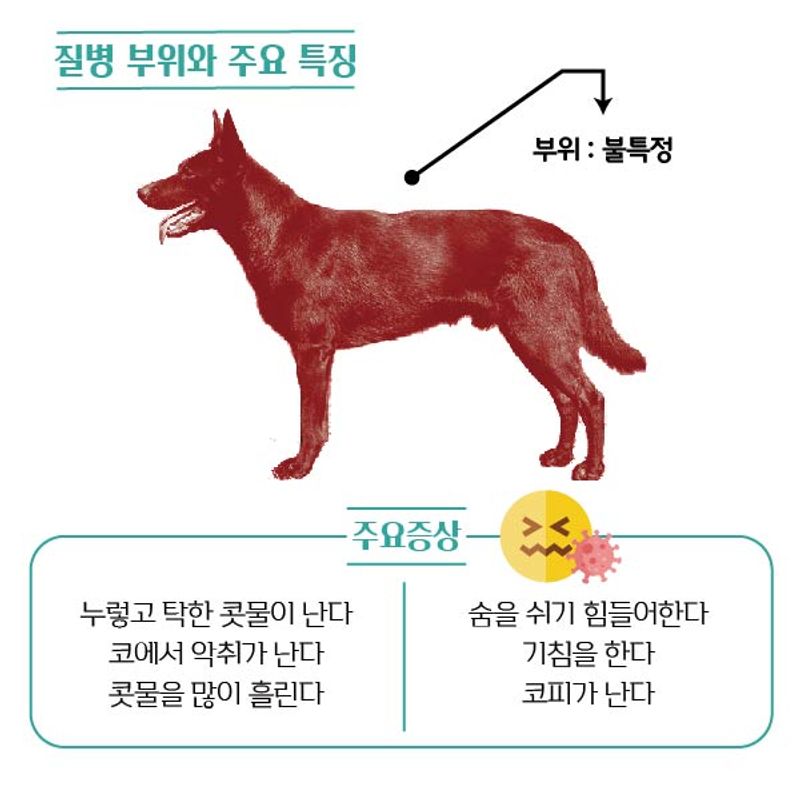 질병 부위와 주요 특징
부위 : 불특정
주요증상
누렇고 탁한 콧물이 난다
코에서 악취가 난다
콧물을 많이 흘린다
숨을 쉬기 힘들어한다
기침을 한다
코피가 난다